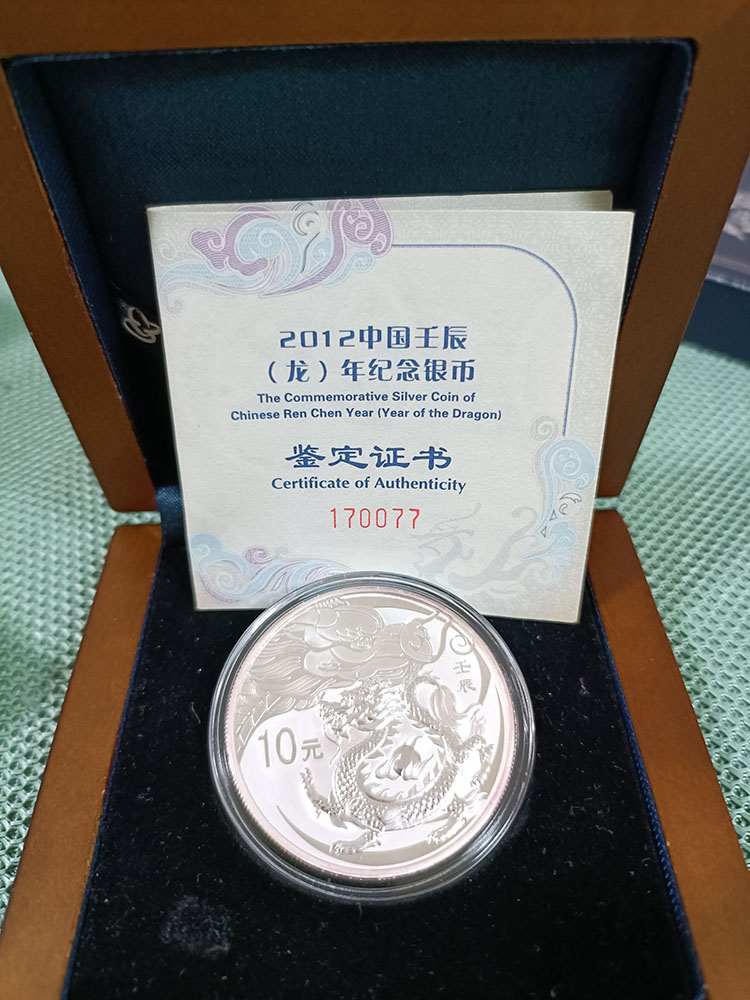 2012中国壬辰
（龙）年纪念银币
The Commemorative Silver Coin of
Chinese Ren Chen Year (Year of the Dragon)
鉴定证书
Certificate of Authenticity
170077
壬辰
10元